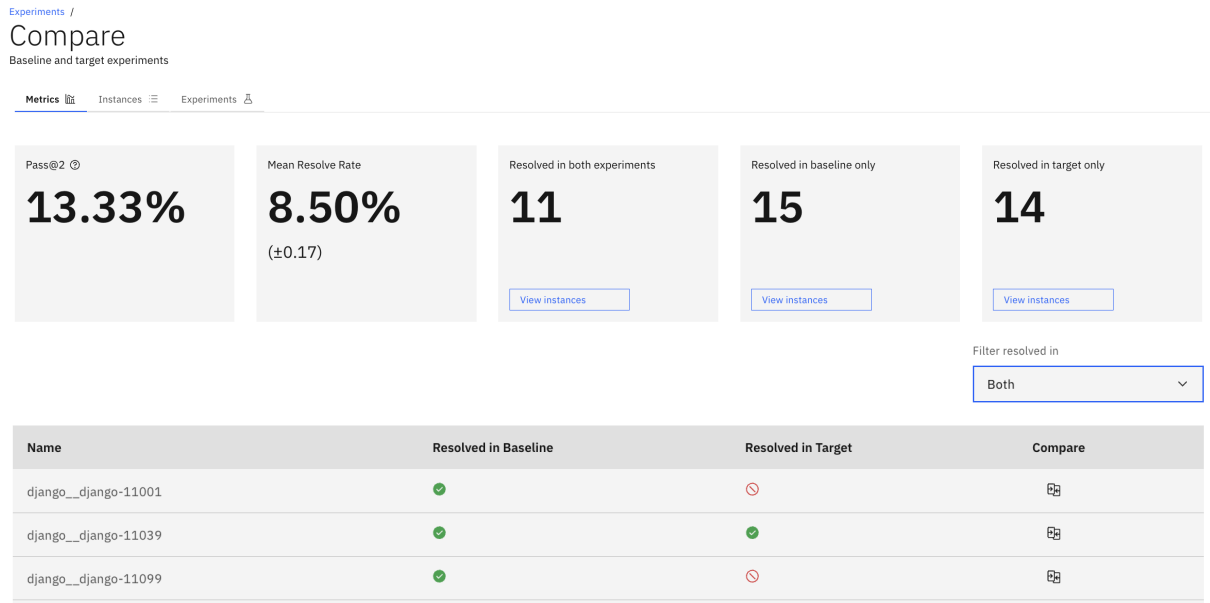 Experiments /
Compare
Baseline and target experiments
Metrics Instances Experiments
Pass@2
13.33%
Mean Resolve Rate
8.50%
(±0.17)
Resolved in both experiments
11
View instances
Resolved in baseline only
15
View instances
Resolved in target only
14
View instances
Filter resolved in
Both
Name Resolved in Baseline Resolved in Target Compare
django__django-11001
django__django-11039
django__django-11099